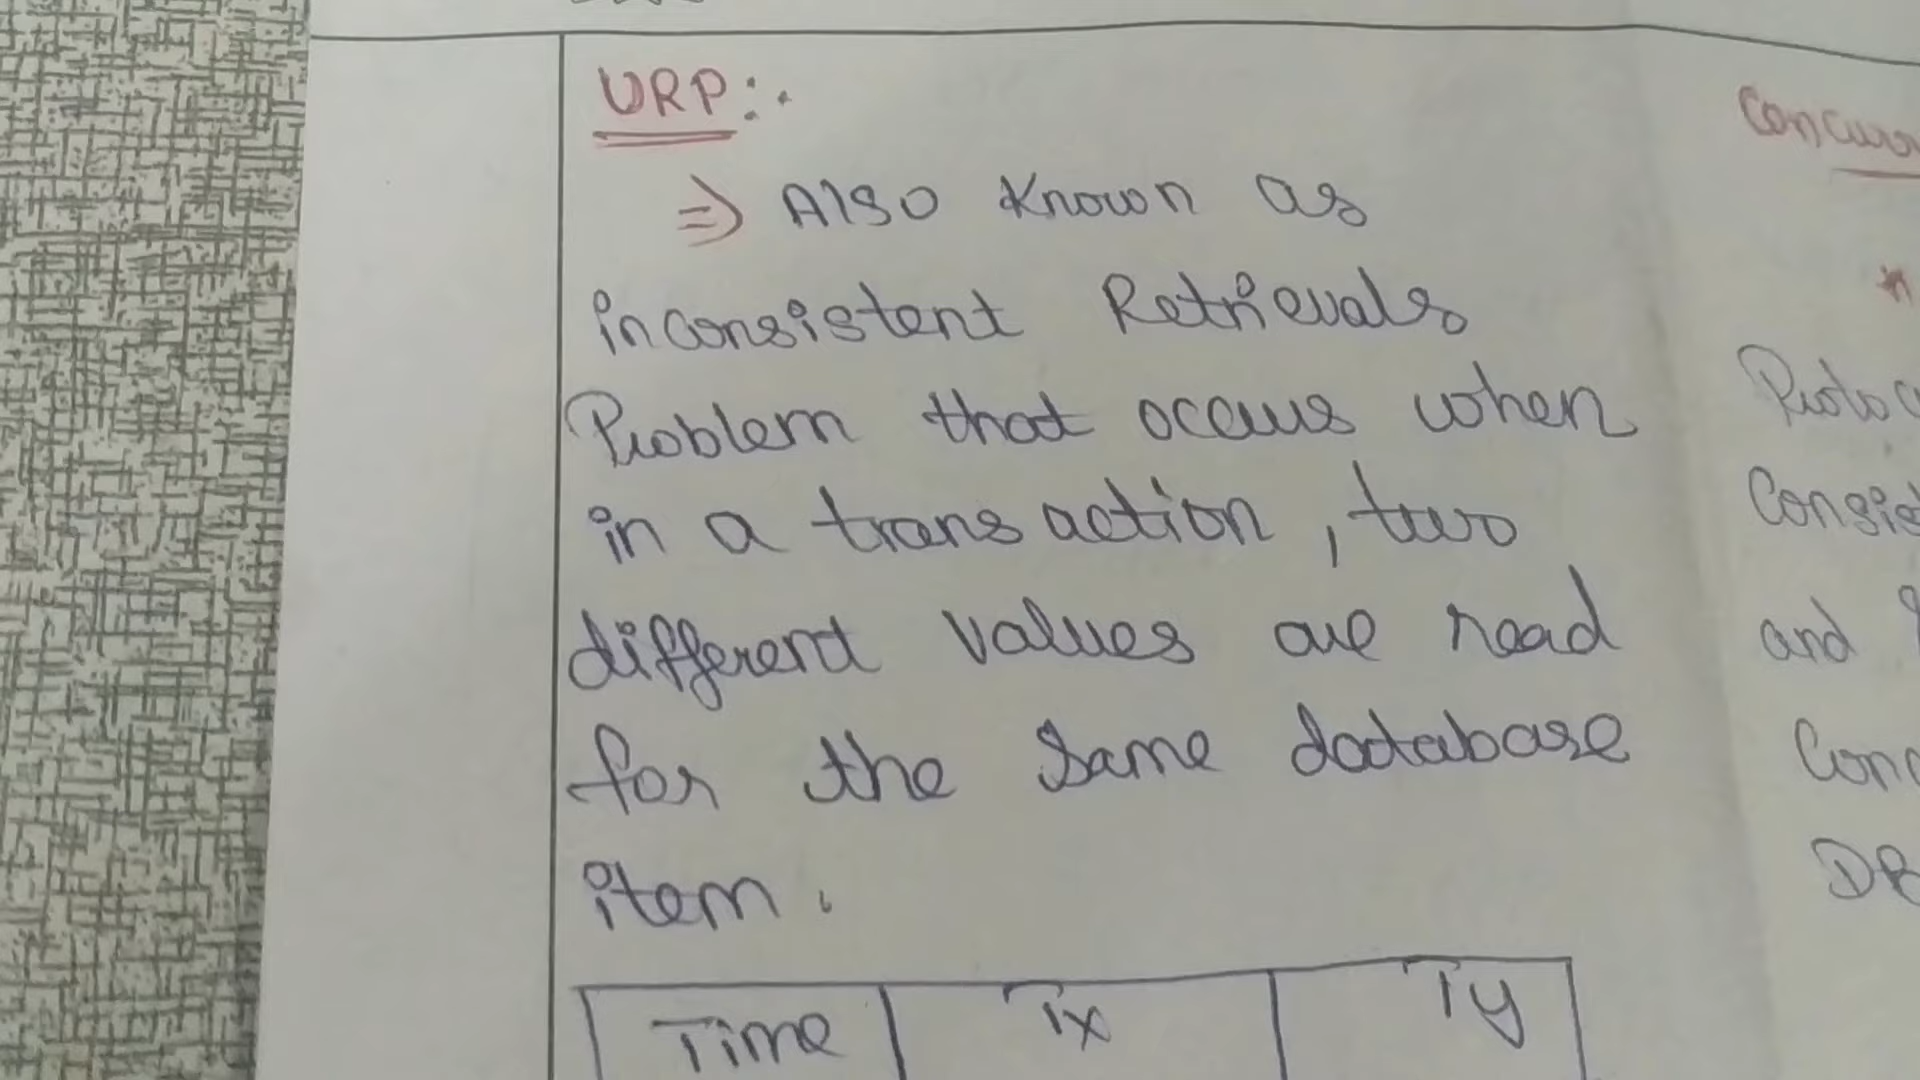 URP:-
⇒ Also known as
inconsistent Retrievals
Problem that occurs when
in a transaction, two
different values are read
for the same database
item.
Time Tx Ty
and